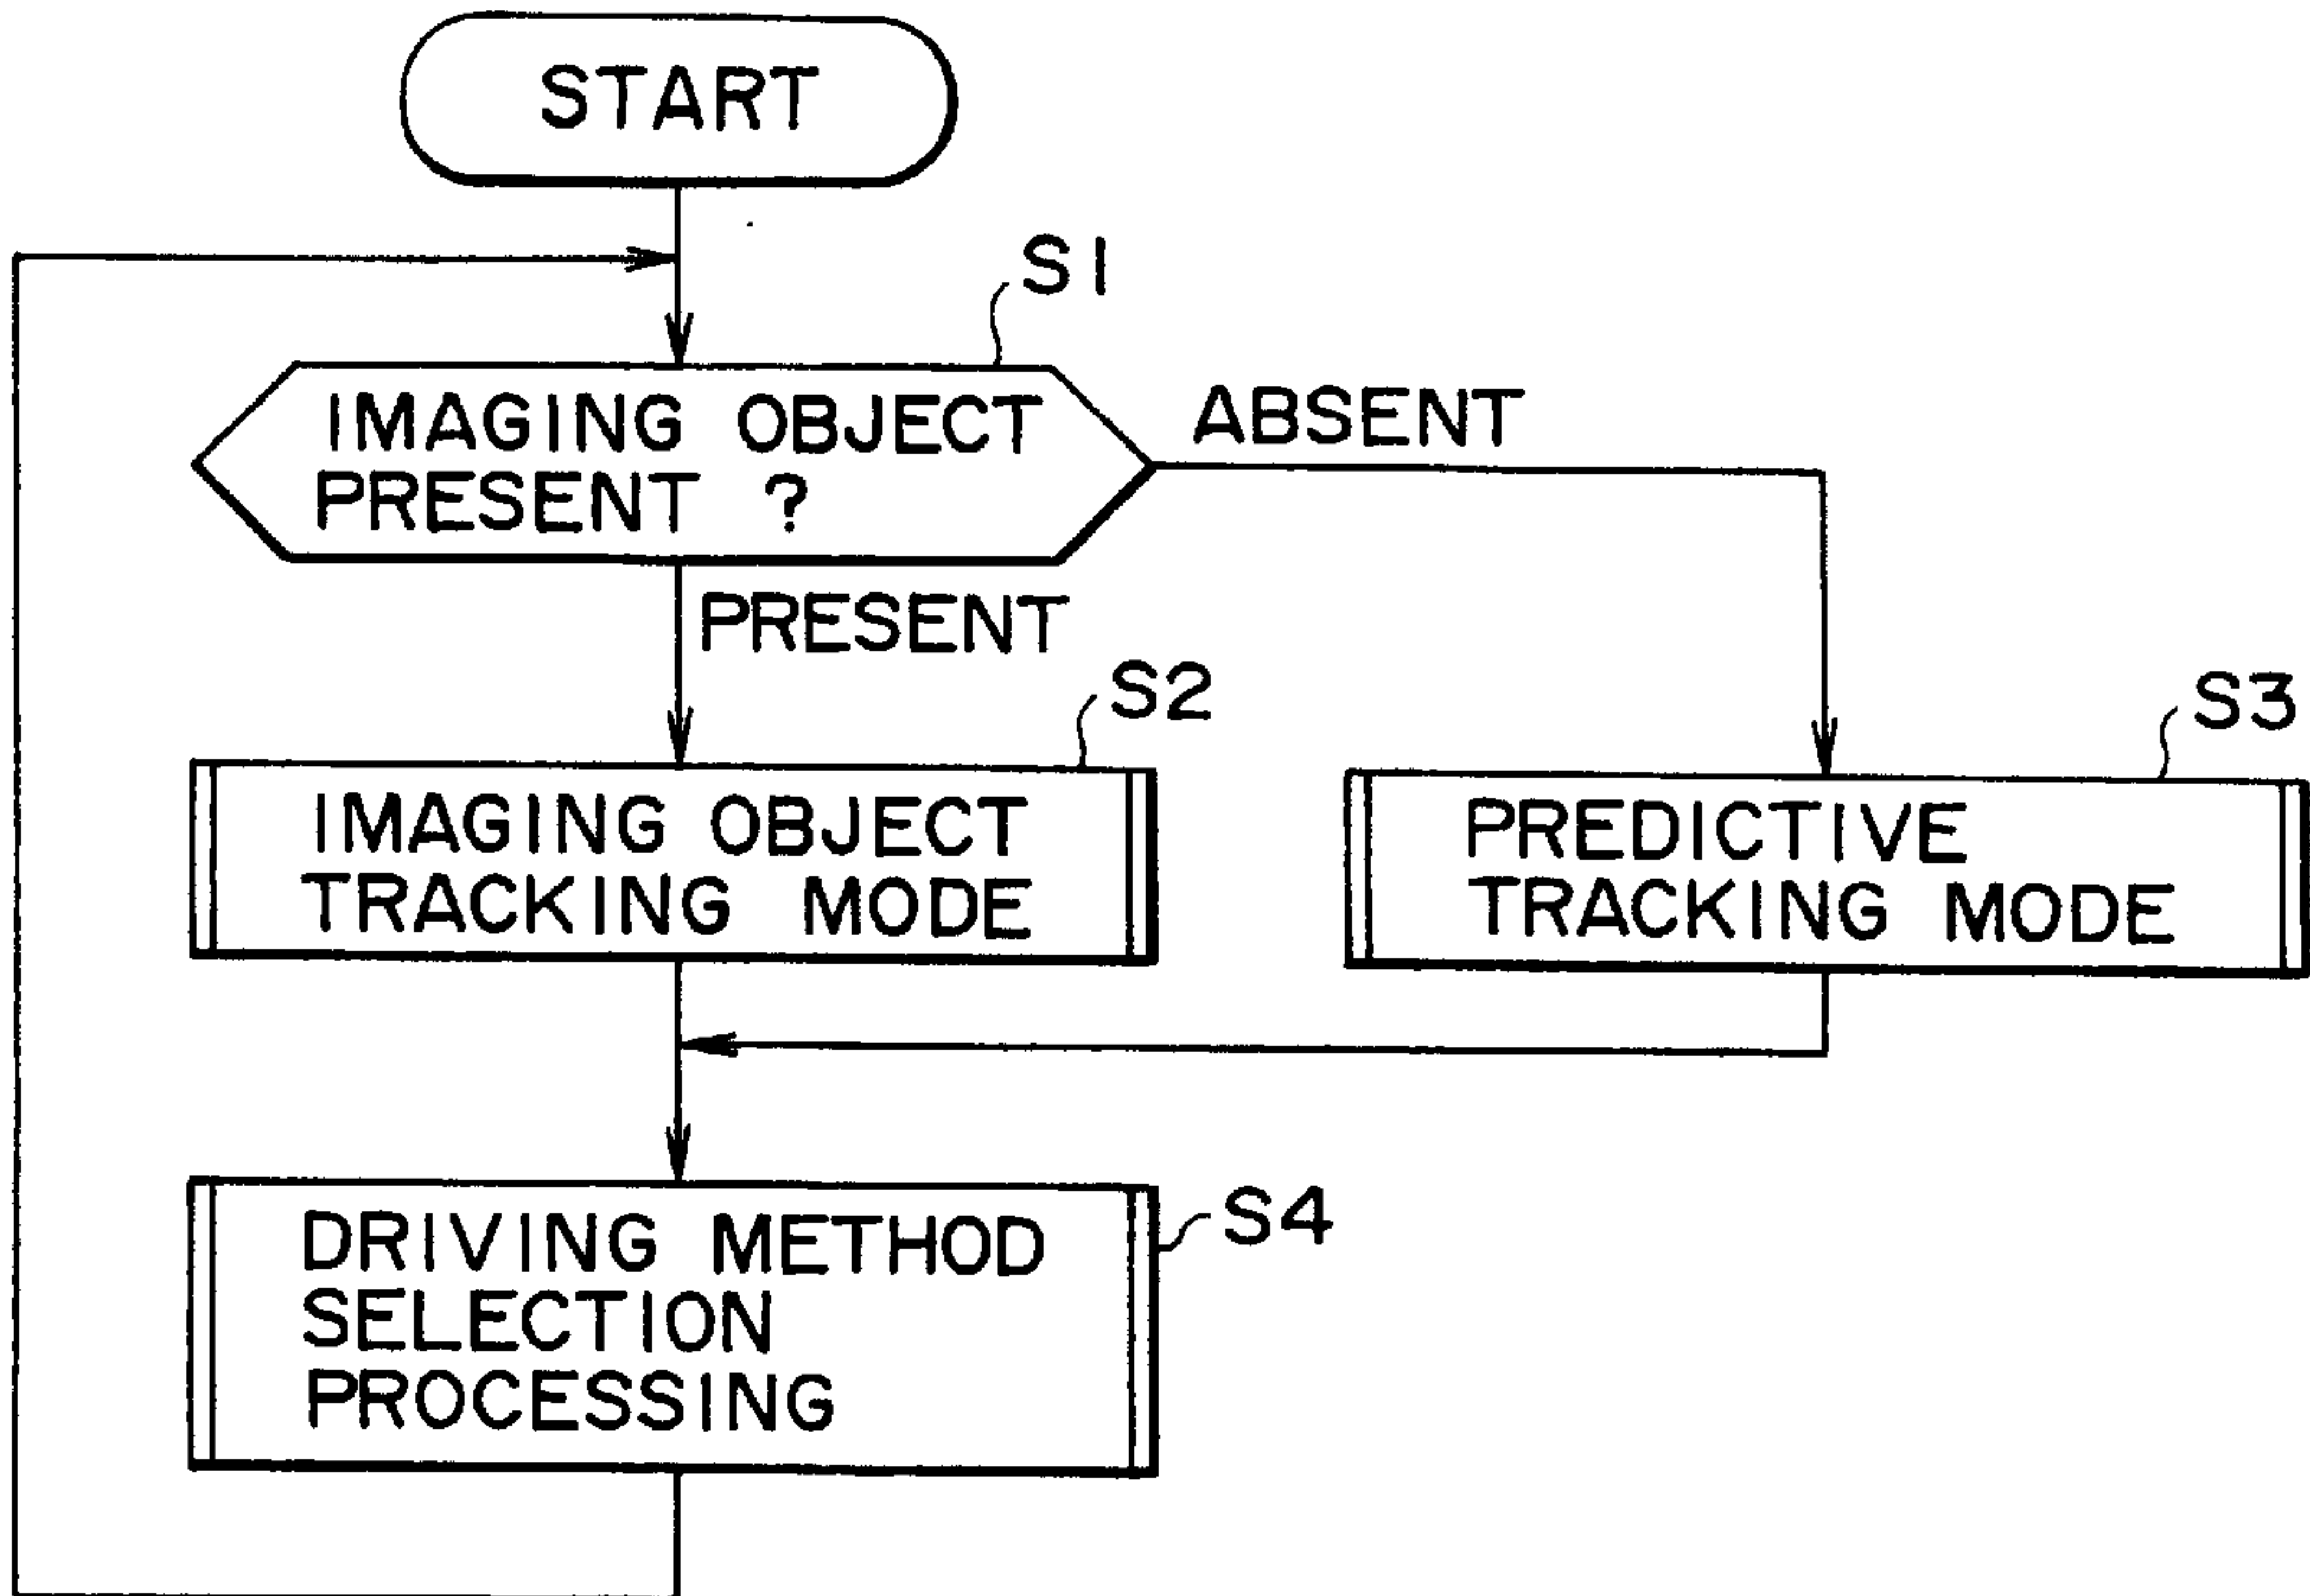 START
S1
IMAGING OBJECT
PRESENT ?
ABSENT
PRESENT
S2
S3
IMAGING OBJECT
TRACKING MODE
PREDICTIVE
TRACKING MODE
DRIVING METHOD
SELECTION
PROCESSING
S4